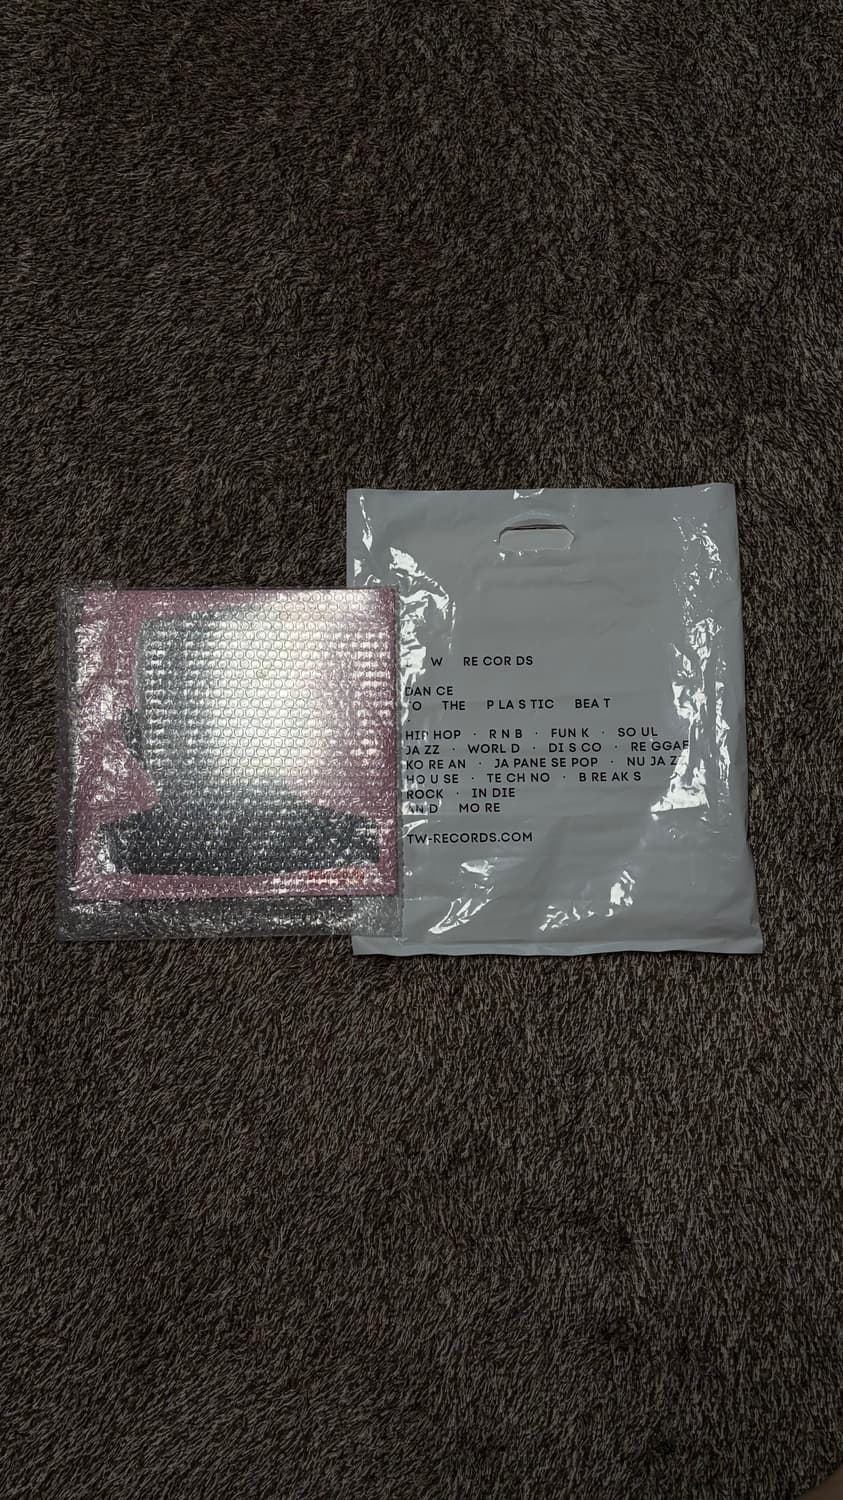 W RECORDS
DANCE
TO THE PLASTIC BEAT
HIP HOP · RNB · FUNK · SOUL
JAZZ · WORLD · DISCO · REGGAE
KOREAN · JAPANESE POP · NU JAZZ
HOUSE · TECHNO · BREAKS
ROCK · INDIE
AND MORE
TW-RECORDS.COM